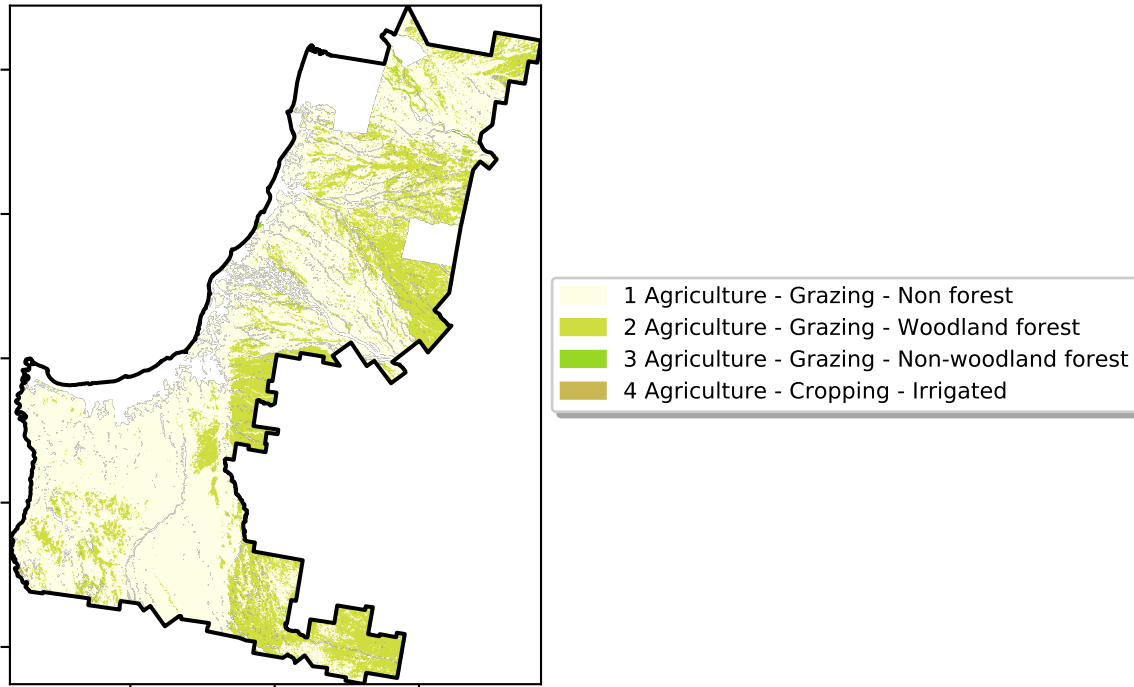 1 Agriculture - Grazing - Non forest
2 Agriculture - Grazing - Woodland forest
3 Agriculture - Grazing - Non-woodland forest
4 Agriculture - Cropping - Irrigated